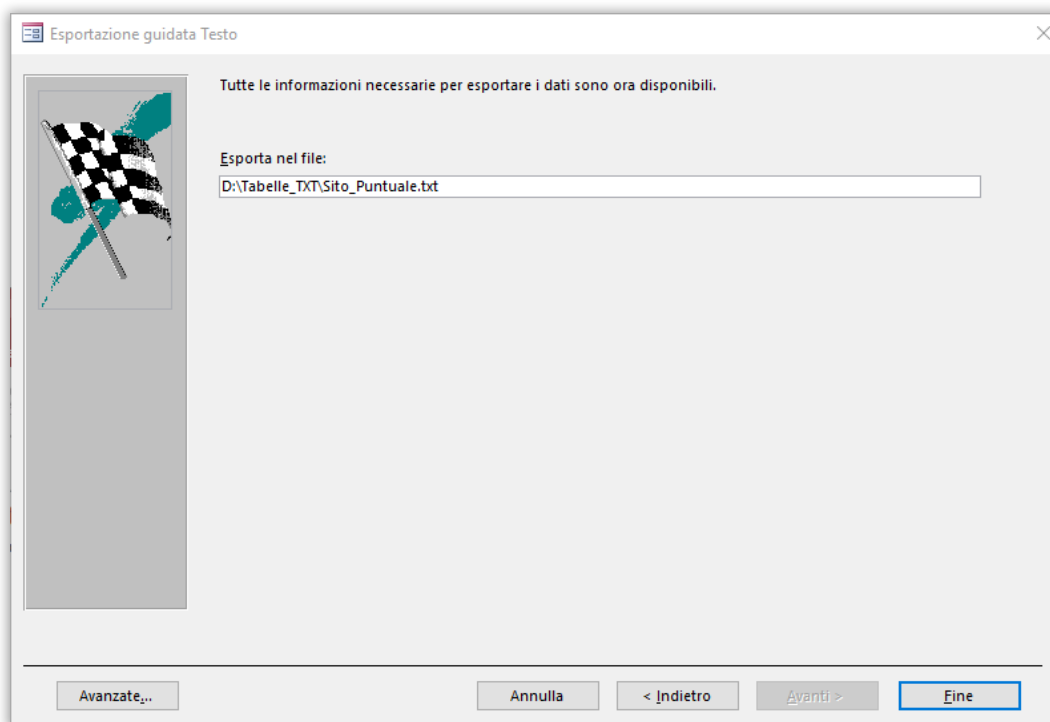 Esportazione guidata Testo
Tutte le informazioni necessarie per esportare i dati sono ora disponibili.
Esporta nel file:
D:\Tabelle_TXT\Sito_Puntuale.txt
Avanzate... Annulla < Indietro Avanti > Fine